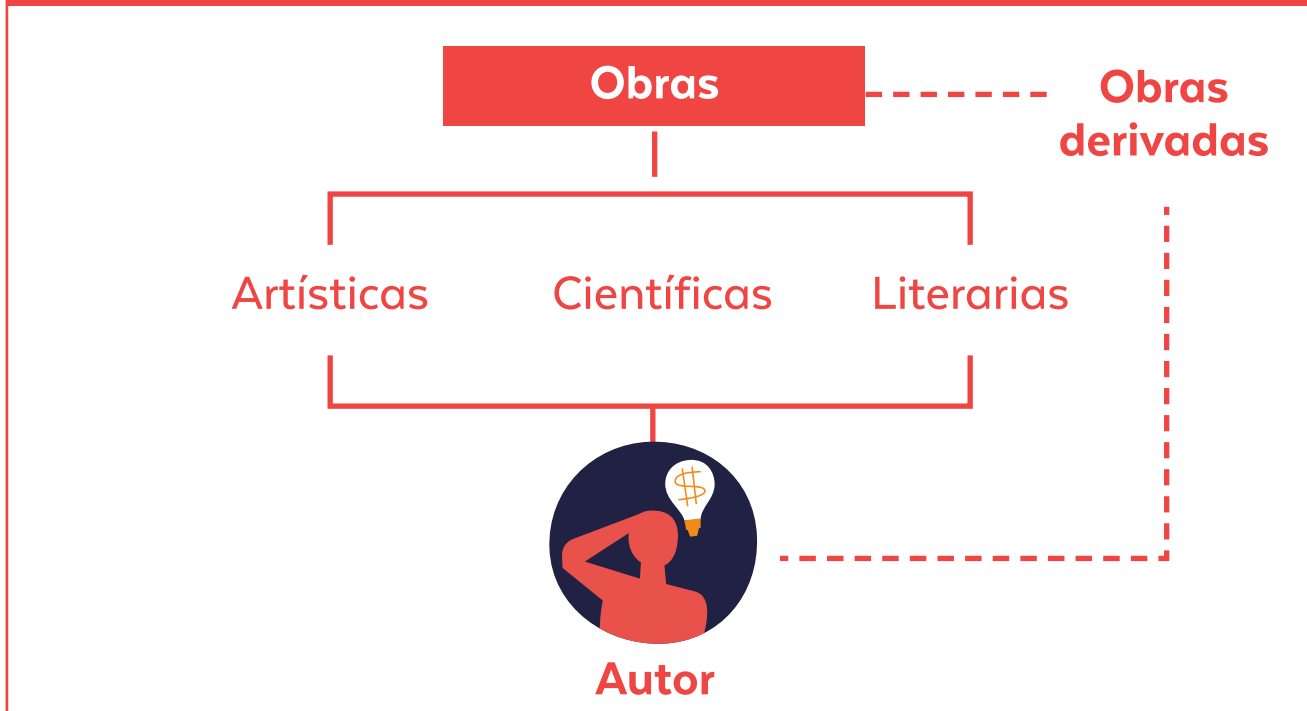 Obras
Obras
derivadas
Artísticas
Científicas
Literarias
Autor